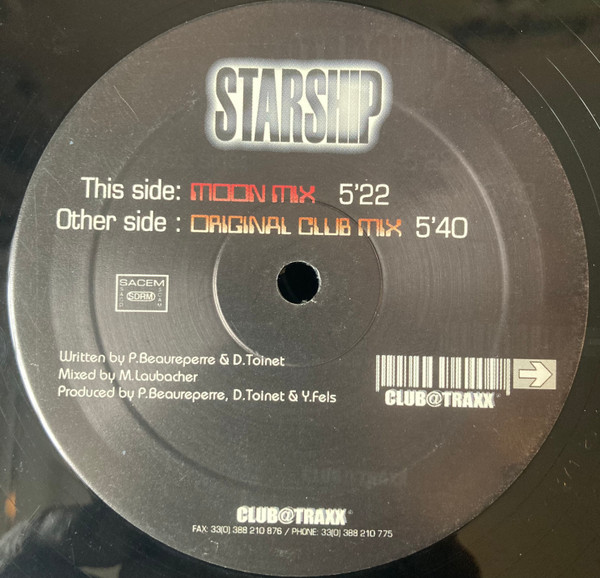 STARSHIP
This side: MOON MIX 5'22
Other side : ORIGINAL CLUB MIX 5'40
SACEM
SACD SDRM SCAM
Written by P.Beaureperre & D.Toinet
Mixed by M.Laubacher
Produced by P.Beaureperre, D.Toinet & Y.Fels
CLUB@TRAXX
CLUB@TRAXX
FAX: 33(0) 388 210 876 / PHONE: 33(0) 388 210 775